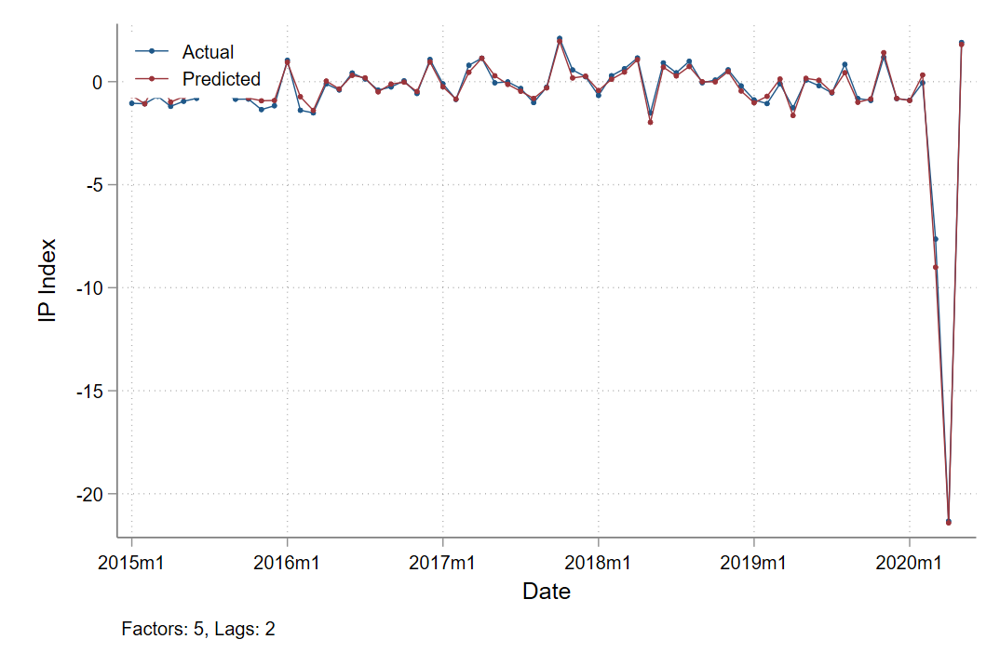 Actual
Predicted
0
-5
-10
-15
-20
IP Index
2015m1 2016m1 2017m1 2018m1 2019m1 2020m1
Date
Factors: 5, Lags: 2